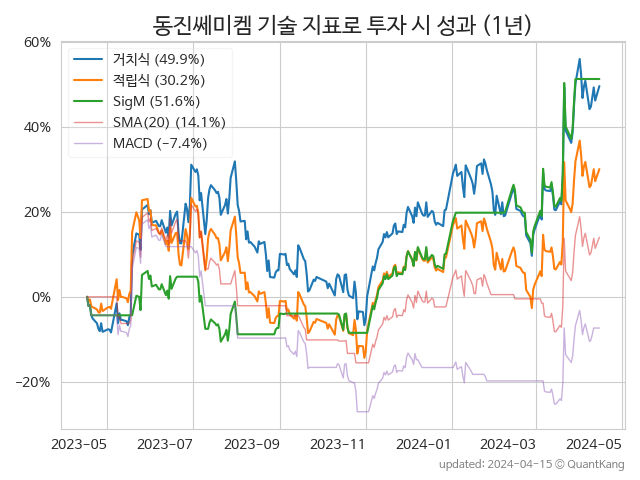 동진쎄미켐 기술 지표로 투자 시 성과 (1년)
60%
40%
20%
0%
−20%
거치식 (49.9%)
적립식 (30.2%)
SigM (51.6%)
SMA(20) (14.1%)
MACD (−7.4%)
2023-05 2023-07 2023-09 2023-11 2024-01 2024-03 2024-05
updated: 2024-04-15 © QuantKang